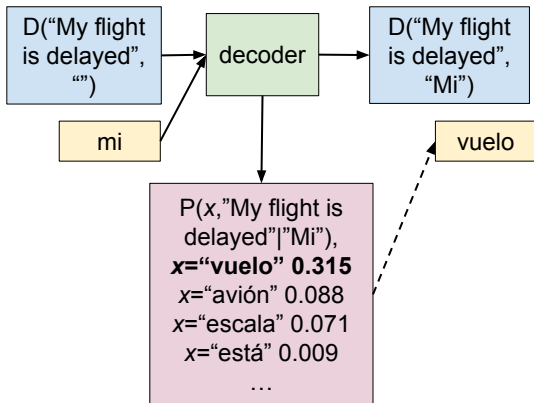 D(“My flight
is delayed”,
“”)
decoder
D(“My flight
is delayed”,
“Mi”)
mi
vuelo
P(x,”My flight is
delayed”|”Mi”),
x=“vuelo” 0.315
x=“avión” 0.088
x=“escala” 0.071
x=“está” 0.009
…